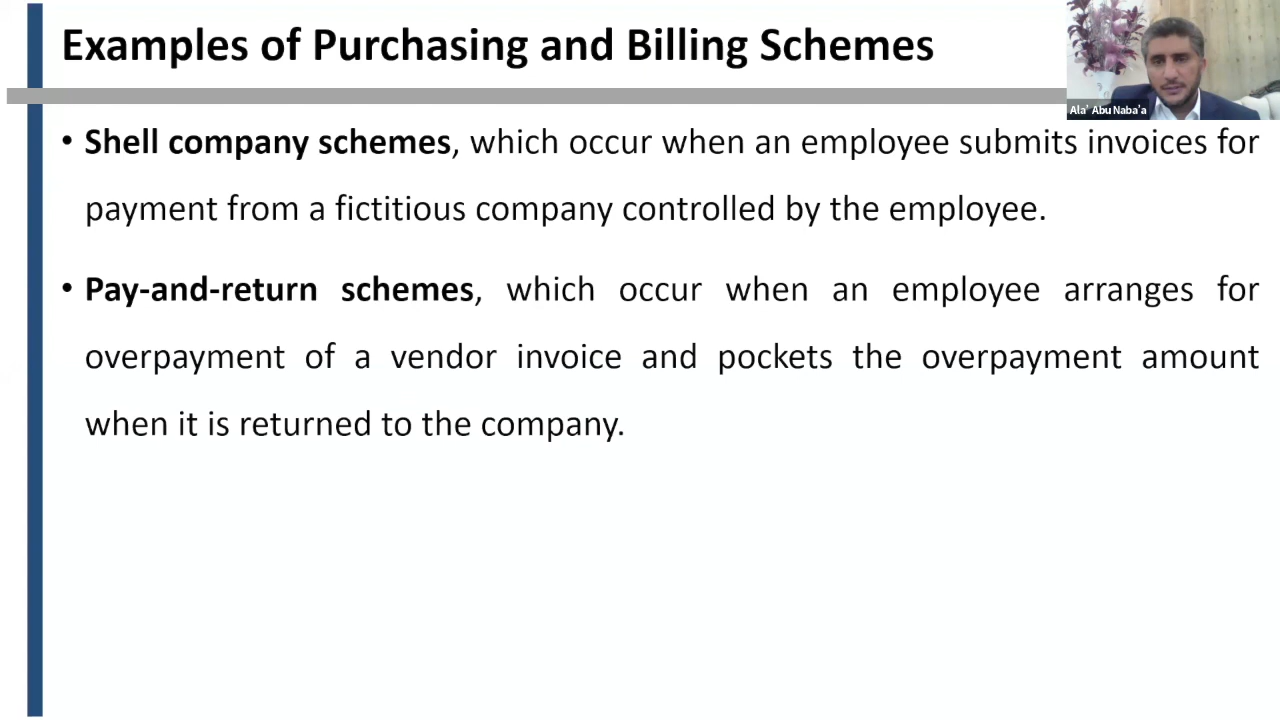 Examples of Purchasing and Billing Schemes
Ala' Abu Naba'a
• Shell company schemes, which occur when an employee submits invoices for
payment from a fictitious company controlled by the employee.
• Pay-and-return schemes, which occur when an employee arranges for
overpayment of a vendor invoice and pockets the overpayment amount
when it is returned to the company.